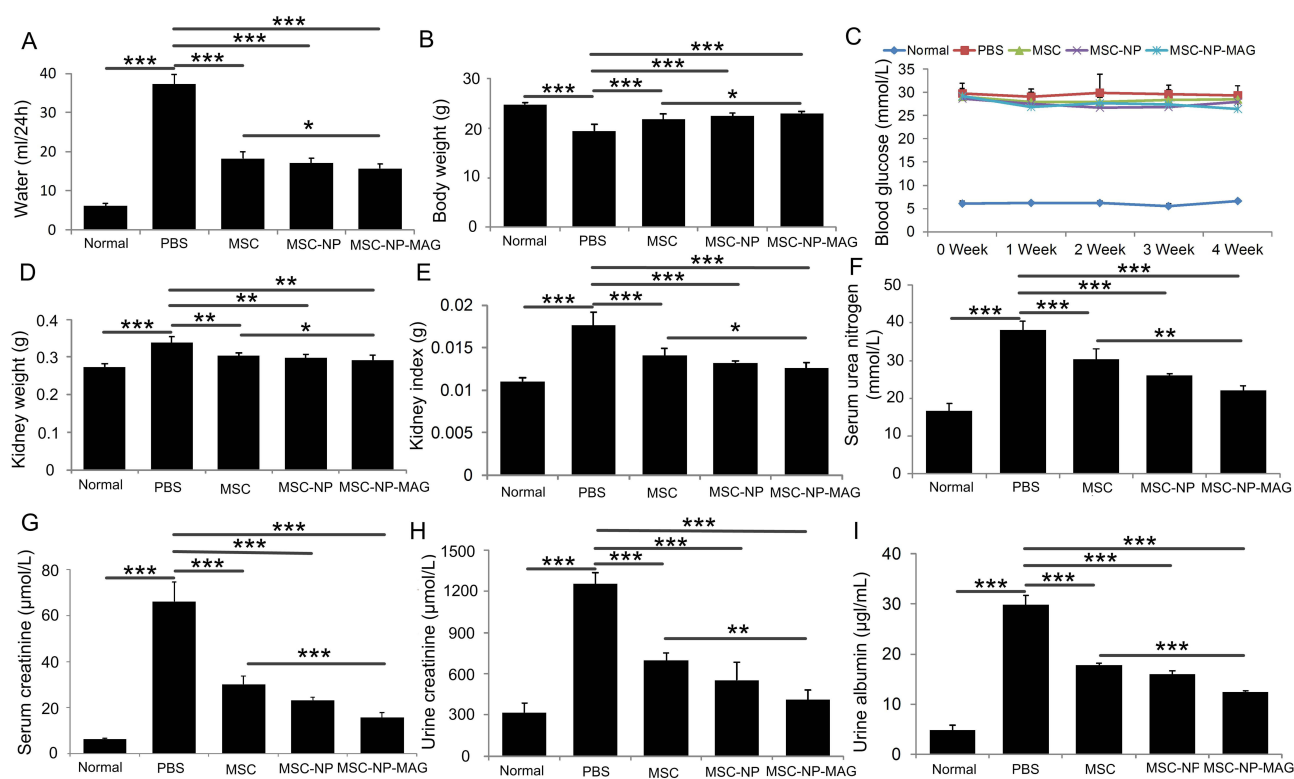 A
***
***
*** ***
*
Water (ml/24h)
40
30
20
10
0
Normal PBS MSC MSC-NP MSC-NP-MAG
B
***
***
*** ***
*
Body weight (g)
30
20
10
0
Normal PBS MSC MSC-NP MSC-NP-MAG
C
Normal PBS MSC MSC-NP MSC-NP-MAG
Blood glucose (mmol/L)
35
30
25
20
15
10
5
0
0 Week 1 Week 2 Week 3 Week 4 Week
D
**
**
*** **
*
Kidney weight (g)
0.4
0.3
0.2
0.1
0
Normal PBS MSC MSC-NP MSC-NP-MAG
E
***
***
*** ***
*
Kidney index (g)
0.02
0.015
0.01
0.005
0
Normal PBS MSC MSC-NP MSC-NP-MAG
F
***
***
*** ***
**
Serum urea nitrogen
(mmol/L)
50
40
30
20
10
0
Normal PBS MSC MSC-NP MSC-NP-MAG
G
***
***
*** ***
***
Serum creatinine (µmol/L)
80
60
40
20
0
Normal PBS MSC MSC-NP MSC-NP-MAG
H
***
***
*** ***
**
Urine creatinine (µmol/L)
1500
1200
900
600
300
0
Normal PBS MSC MSC-NP MSC-NP-MAG
I
***
***
*** ***
***
Urine albumin (µgl/mL)
40
30
20
10
0
Normal PBS MSC MSC-NP MSC-NP-MAG